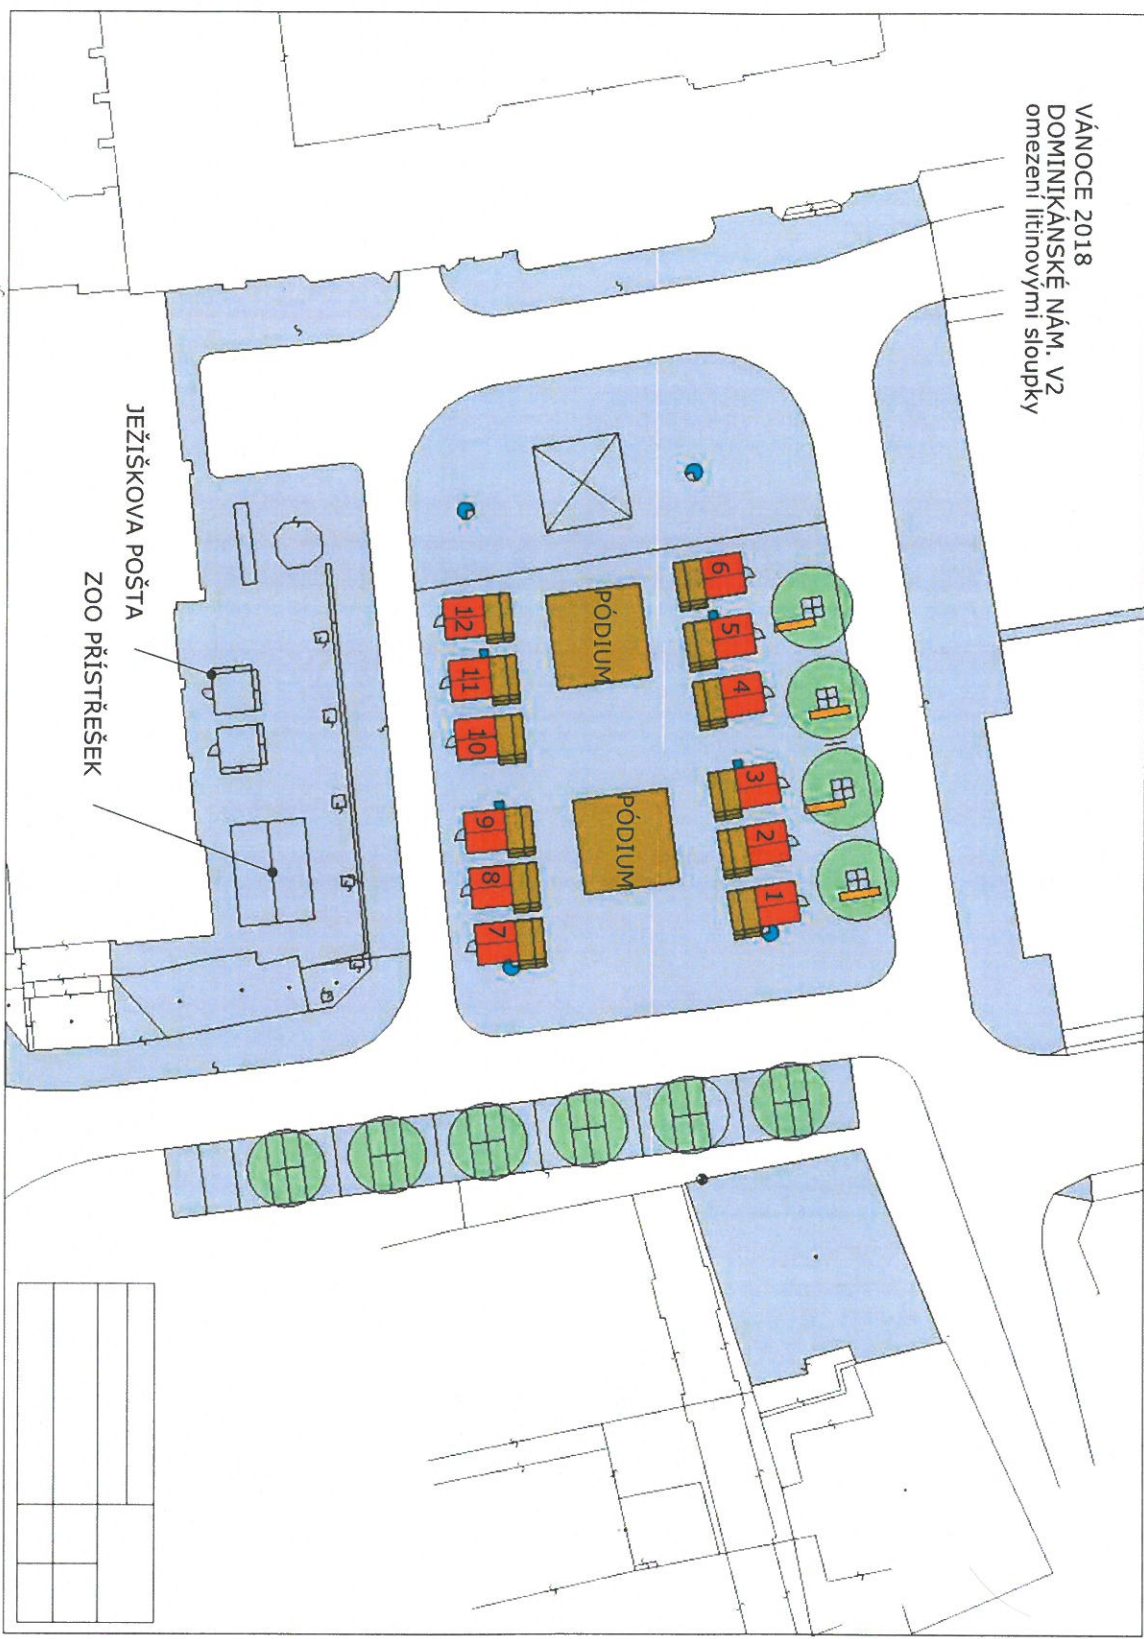 VÁNOCE 2018
DOMINIKÁNSKÉ NÁM. V2
omezení litinovými sloupky
6
5
4
3
2
1
PÓDIUM
PÓDIUM
12
11
10
9
8
7
JEŽIŠKOVA POŠTA
ZOO PŘÍSTŘEŠEK